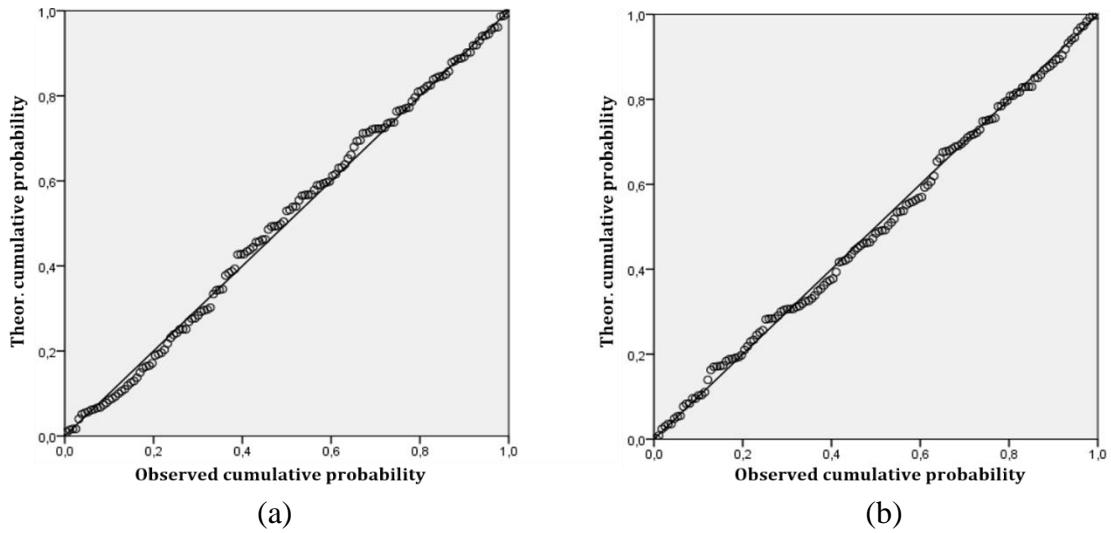 1,0
0,8
0,6
0,4
0,2
0,0
Theor. cumulative probability
0,0 0,2 0,4 0,6 0,8 1,0
Observed cumulative probability
(a)
1,0
0,8
0,6
0,4
0,2
0,0
Theor. cumulative probability
0,0 0,2 0,4 0,6 0,8 1,0
Observed cumulative probability
(b)